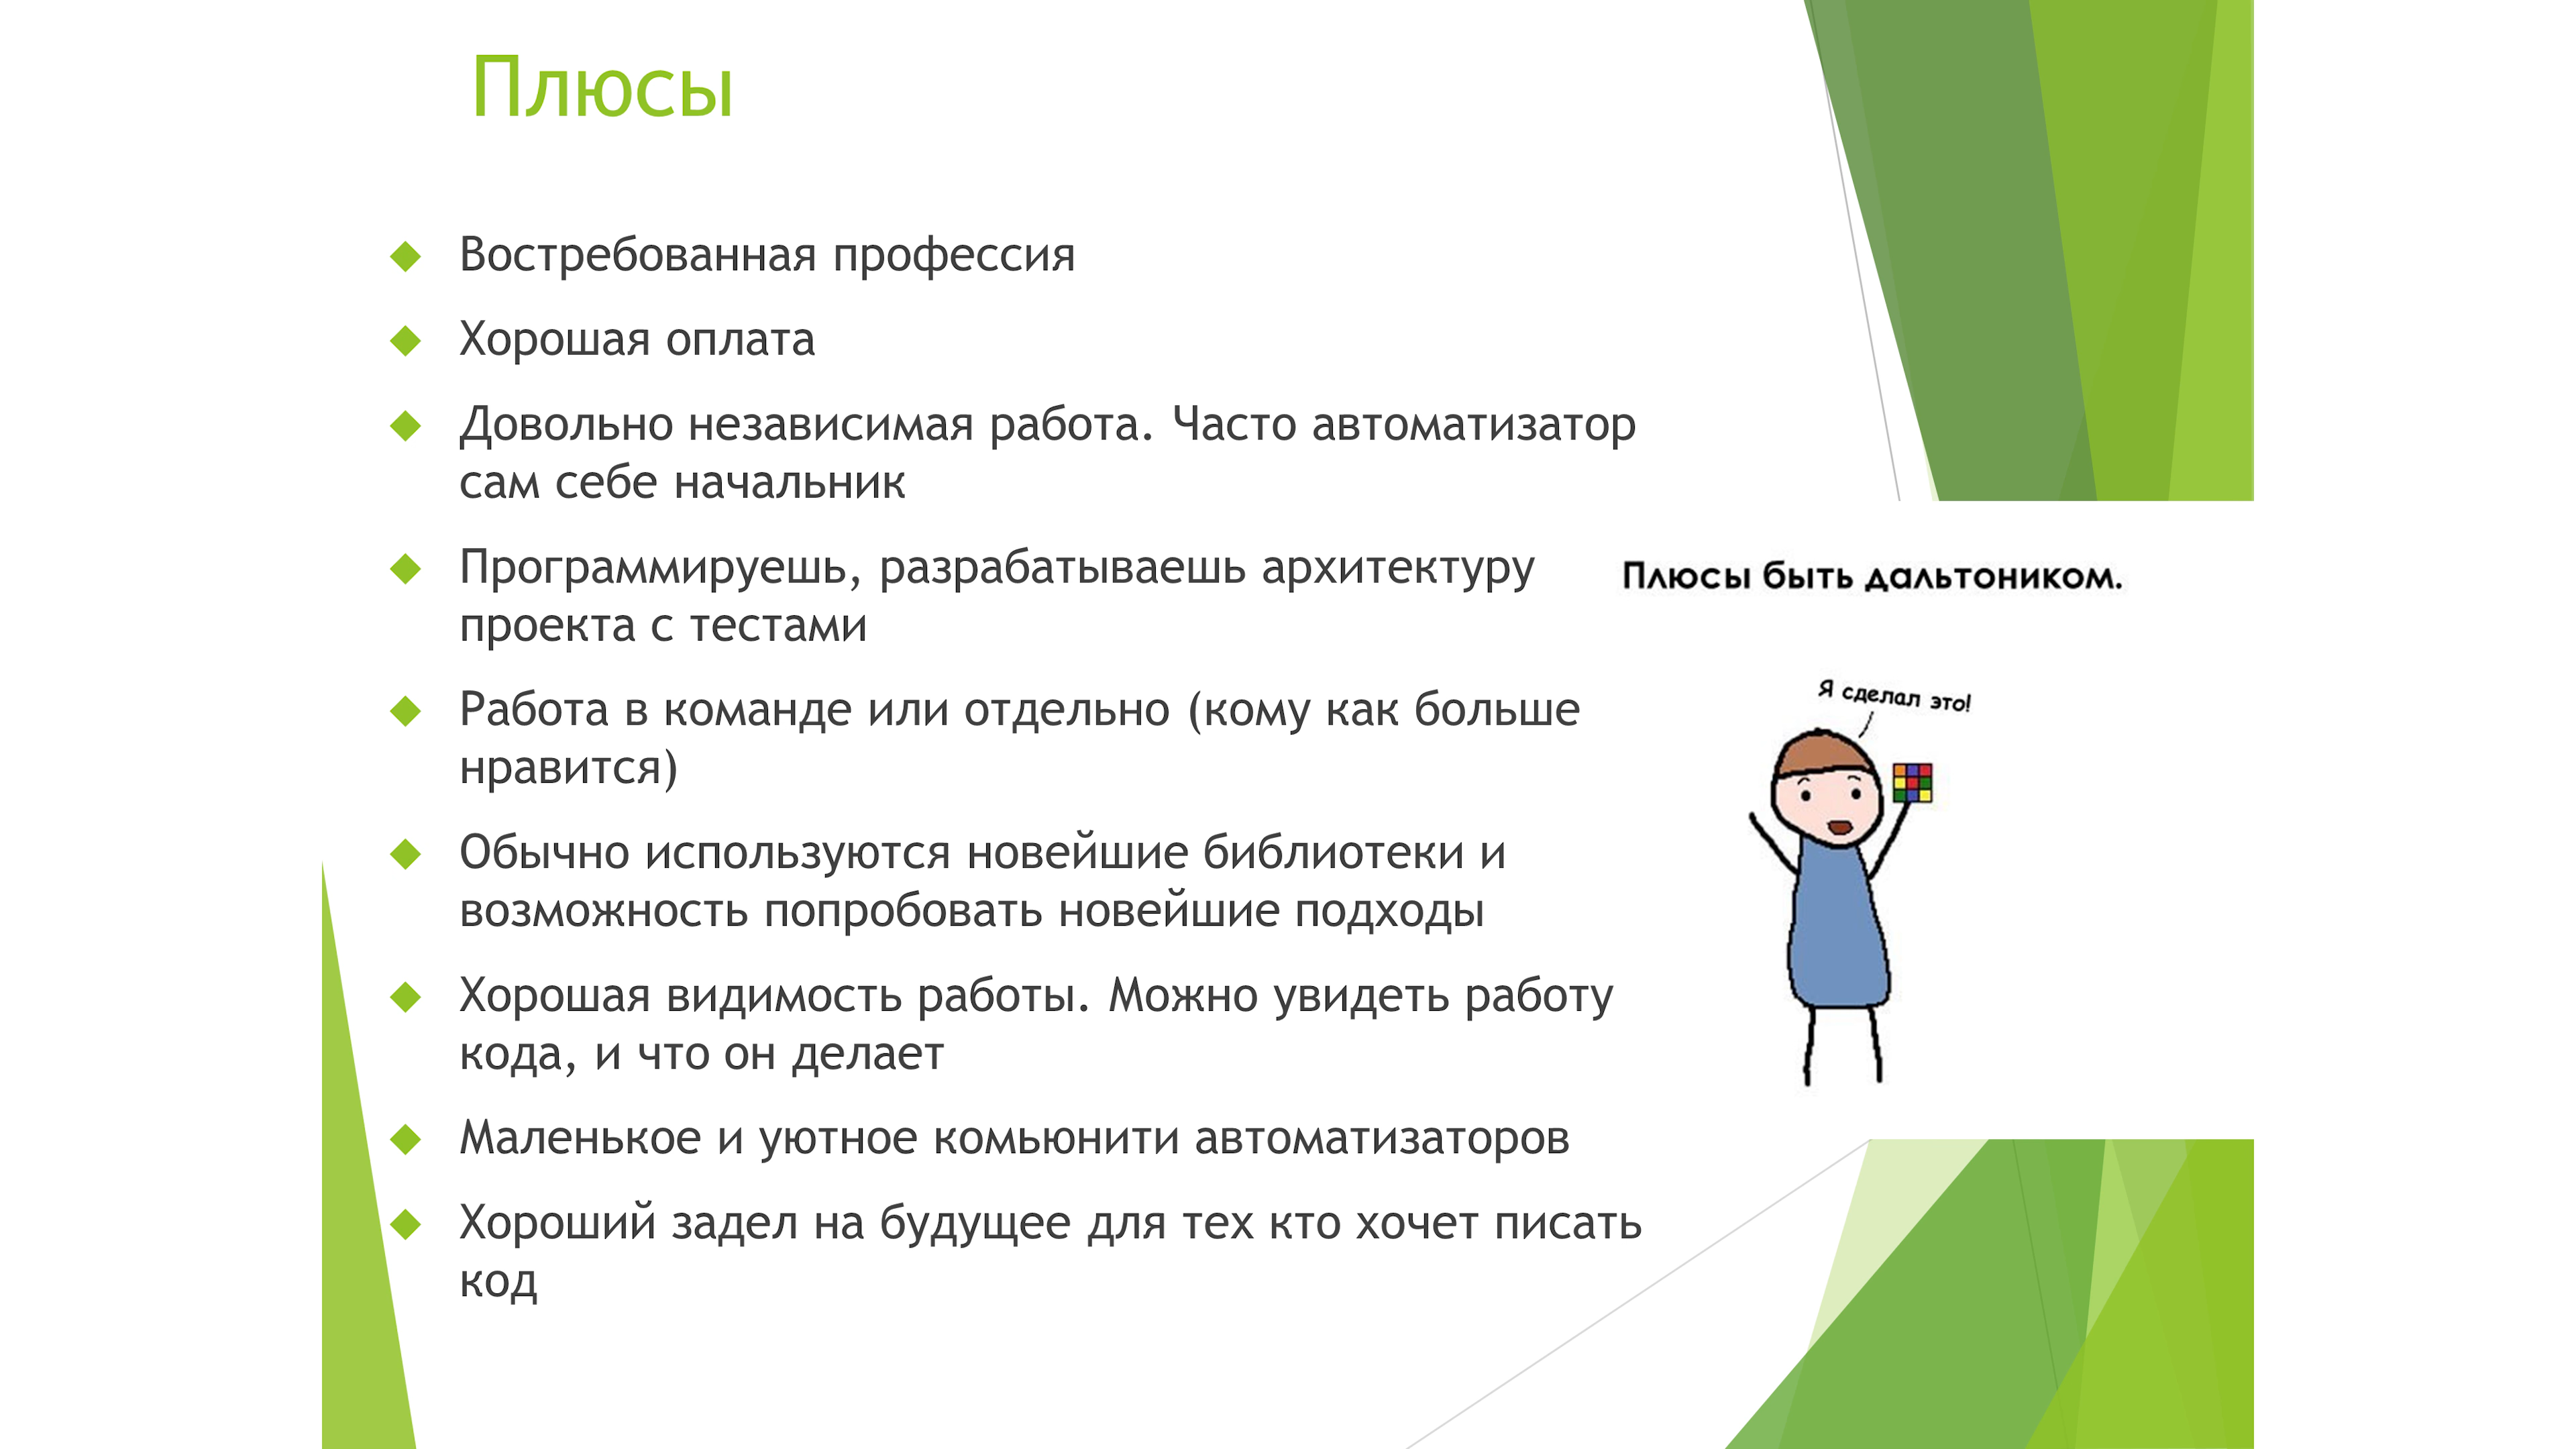 Плюсы
Востребованная профессия
Хорошая оплата
Довольно независимая работа. Часто автоматизатор
сам себе начальник
Программируешь, разрабатываешь архитектуру
проекта с тестами
Работа в команде или отдельно (кому как больше
нравится)
Обычно используются новейшие библиотеки и
возможность попробовать новейшие подходы
Хорошая видимость работы. Можно увидеть работу
кода, и что он делает
Маленькое и уютное комьюнити автоматизаторов
Хороший задел на будущее для тех кто хочет писать
код
Плюсы быть дальтоником.
Я сделал это!